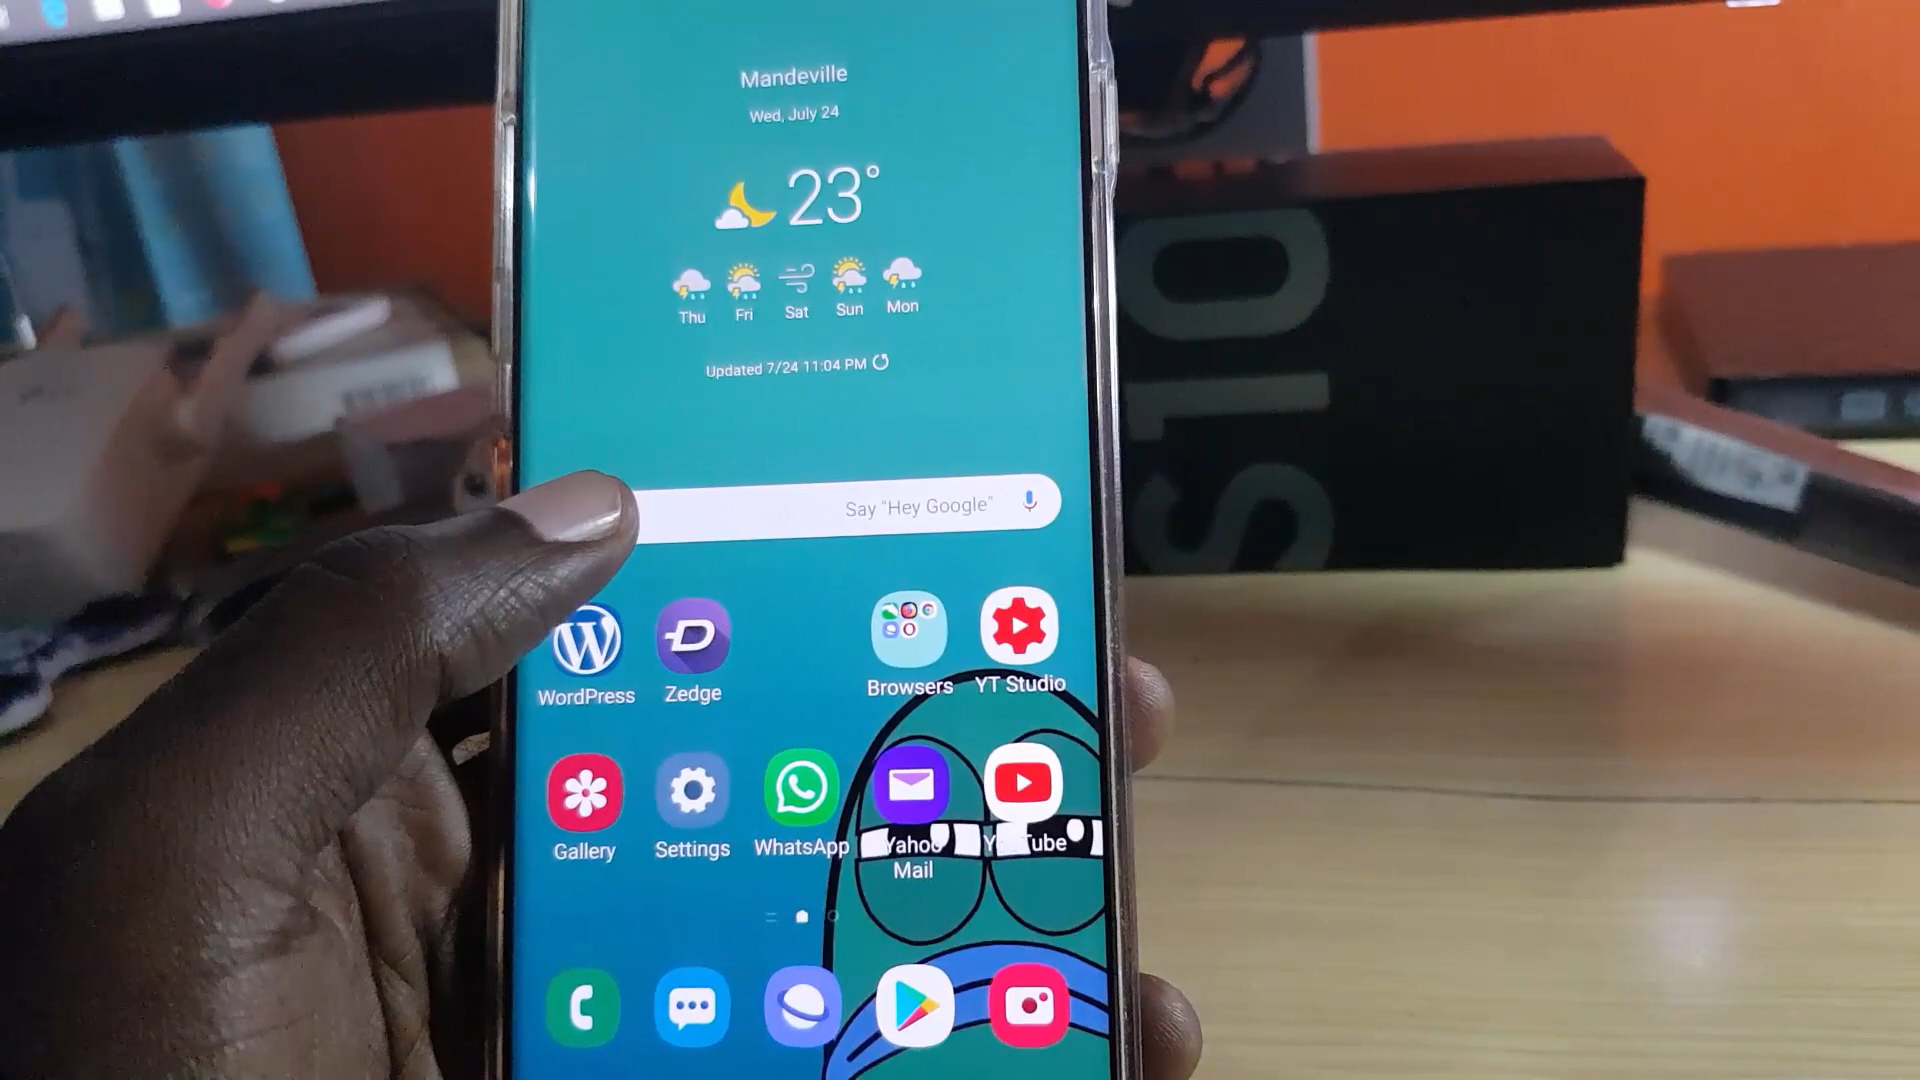 Mandeville
Wed, July 24
23°
Thu Fri Sat Sun Mon
Updated 7/24 11:04 PM
Say "Hey Google"
WordPress Zedge Browsers YT Studio
Gallery Settings WhatsApp Yahoo Mail YouTube
S10